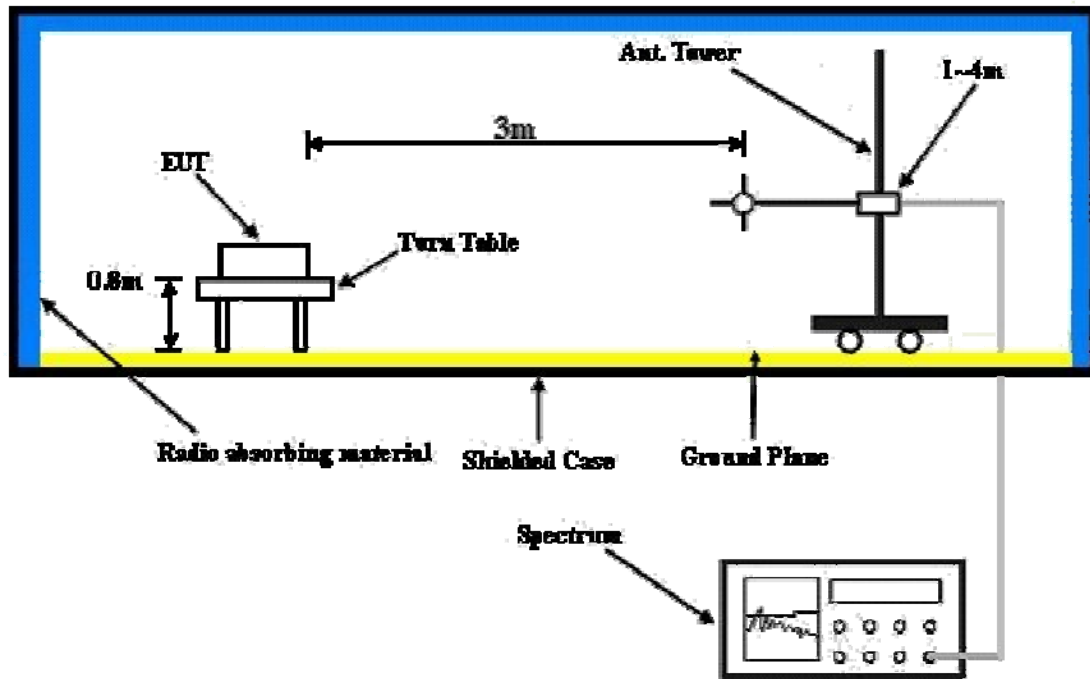 Ant. Tower
1~4m
3m
EUT
Turn Table
0.8m
Radio absorbing material
Shielded Case
Ground Plane
Spectrum